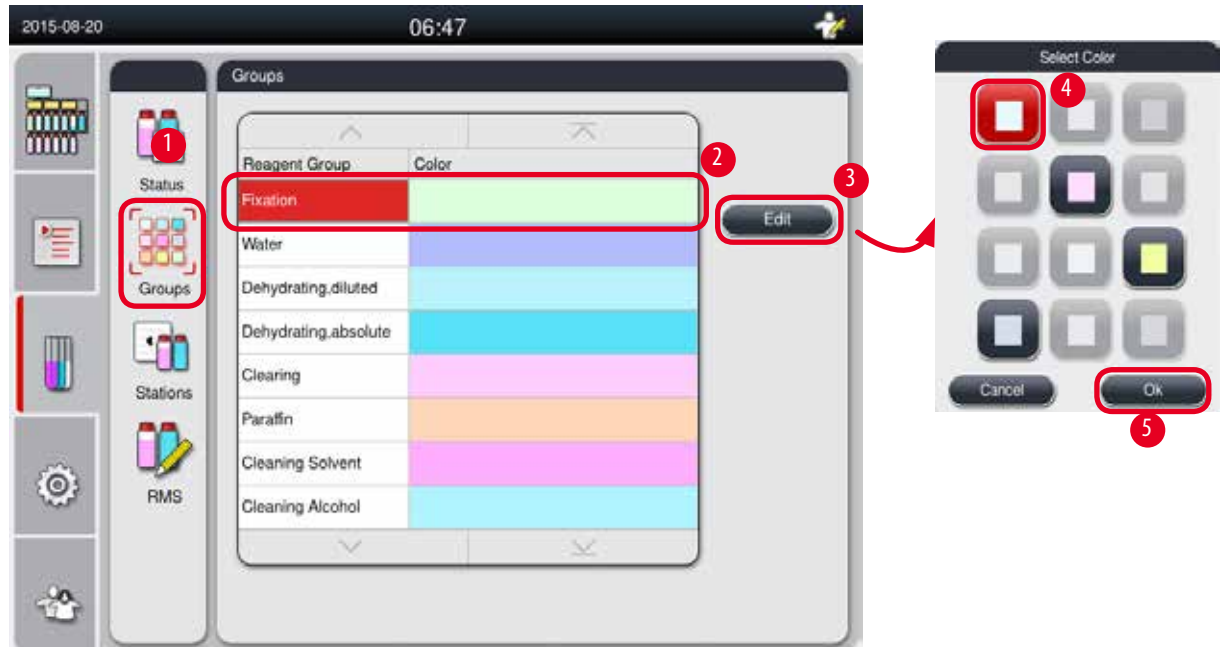 2015-08-20
06:47
Groups
Status
Groups
Stations
RMS
1
Reagent Group Color
Fixation
Water
Dehydrating,diluted
Dehydrating,absolute
Clearing
Paraffin
Cleaning Solvent
Cleaning Alcohol
2
3
Edit
Select Color
4
Cancel Ok
5